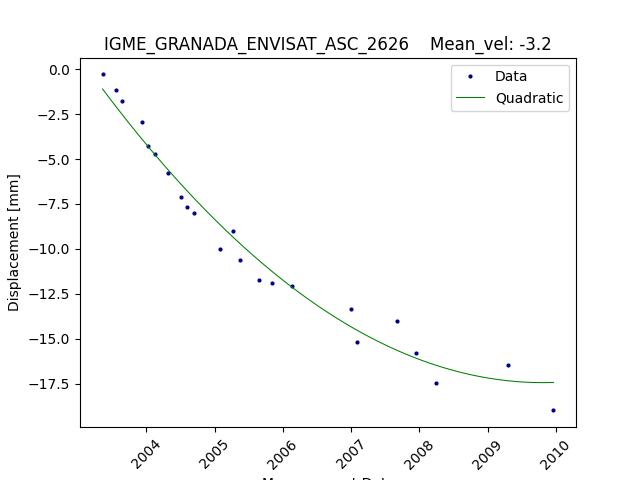 IGME_GRANADA_ENVISAT_ASC_2626 Mean_vel: -3.2
Data
Quadratic
Displacement [mm]
0.0
−2.5
−5.0
−7.5
−10.0
−12.5
−15.0
−17.5
2004 2005 2006 2007 2008 2009 2010